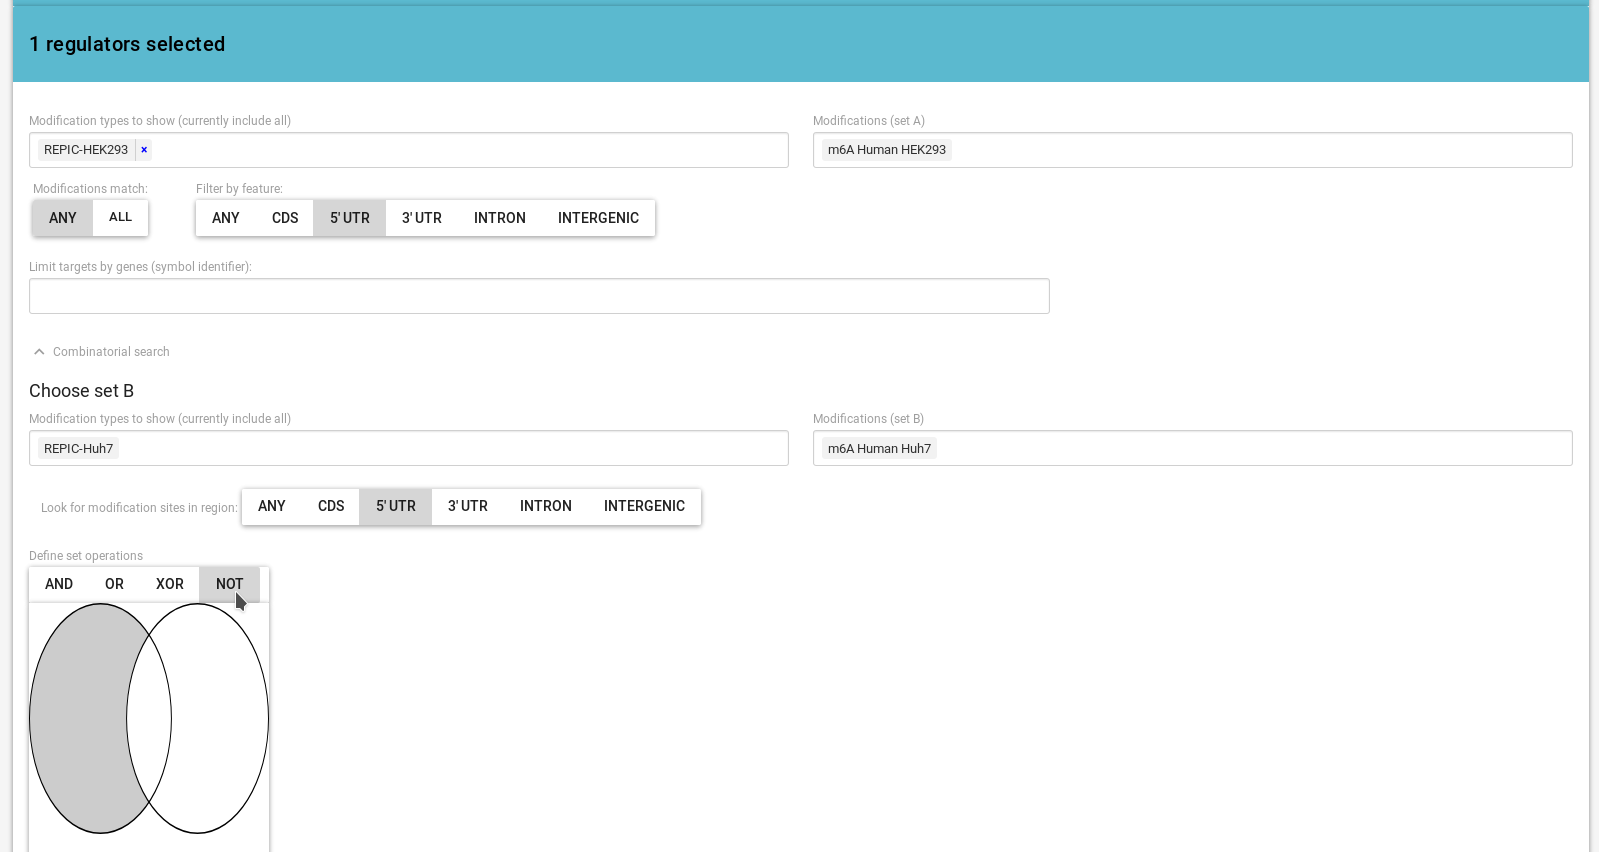 1 regulators selected
Modification types to show (currently include all)
Modifications (set A)
REPIC-HEK293 ×
m6A Human HEK293
Modifications match:
Filter by feature:
ANY ALL
ANY CDS 5' UTR 3' UTR INTRON INTERGENIC
Limit targets by genes (symbol identifier):
Combinatorial search
Choose set B
Modification types to show (currently include all)
Modifications (set B)
REPIC-Huh7
m6A Human Huh7
Look for modification sites in region: ANY CDS 5' UTR 3' UTR INTRON INTERGENIC
Define set operations
AND OR XOR NOT